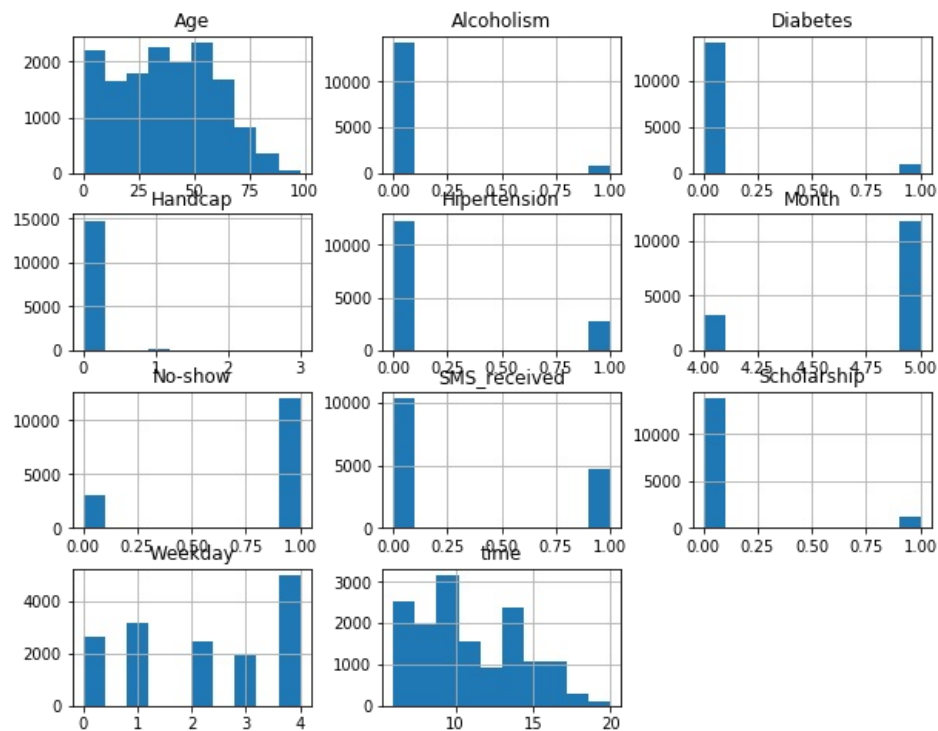 Age
Alcoholism
Diabetes
2000
1000
0
10000
5000
0
10000
5000
0
0 25 50 75 100
0.00 0.25 0.50 0.75 1.00
0.00 0.25 0.50 0.75 1.00
Handcap
Hipertension
Month
15000
10000
5000
0
10000
5000
0
10000
5000
0
0 1 2 3
0.00 0.25 0.50 0.75 1.00
4.00 4.25 4.50 4.75 5.00
No-show
SMS_received
Scholarship
10000
5000
0
10000
5000
0
10000
5000
0
0.00 0.25 0.50 0.75 1.00
0.00 0.25 0.50 0.75 1.00
0.00 0.25 0.50 0.75 1.00
Weekday
time
4000
2000
0
3000
2000
1000
0
0 1 2 3 4
10 15 20